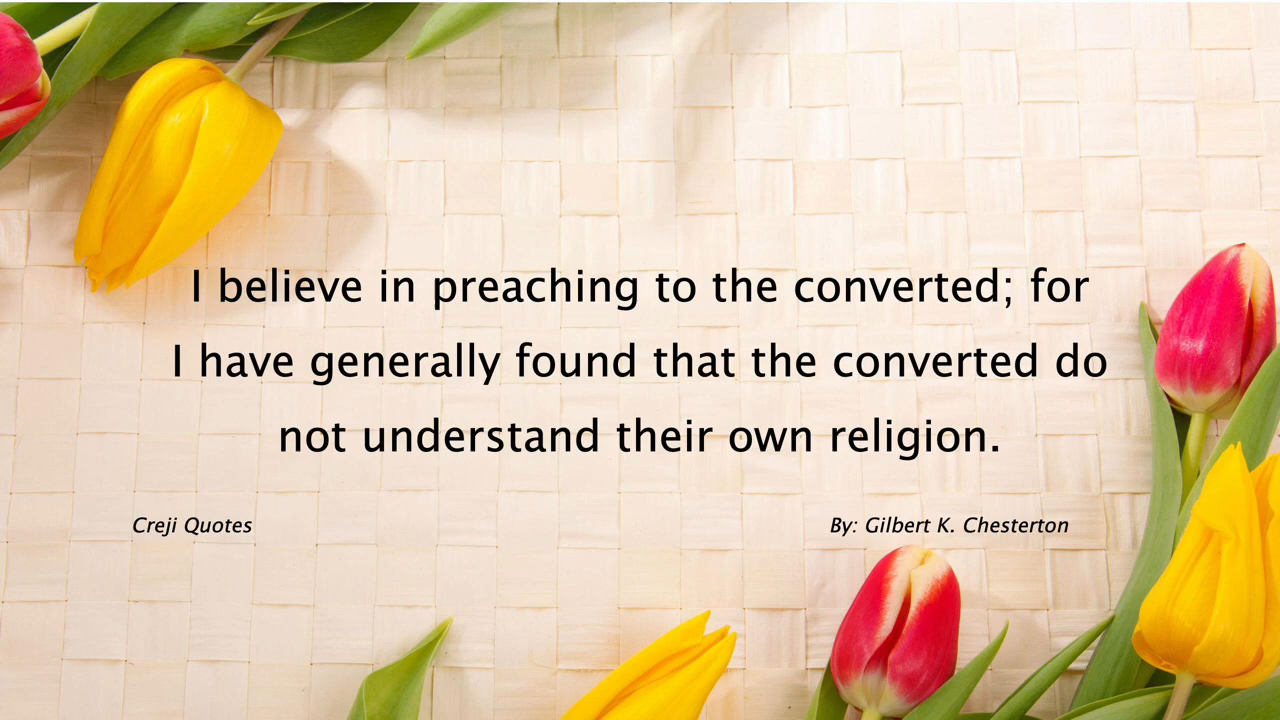 I believe in preaching to the converted; for
I have generally found that the converted do
not understand their own religion.
Creji Quotes
By: Gilbert K. Chesterton